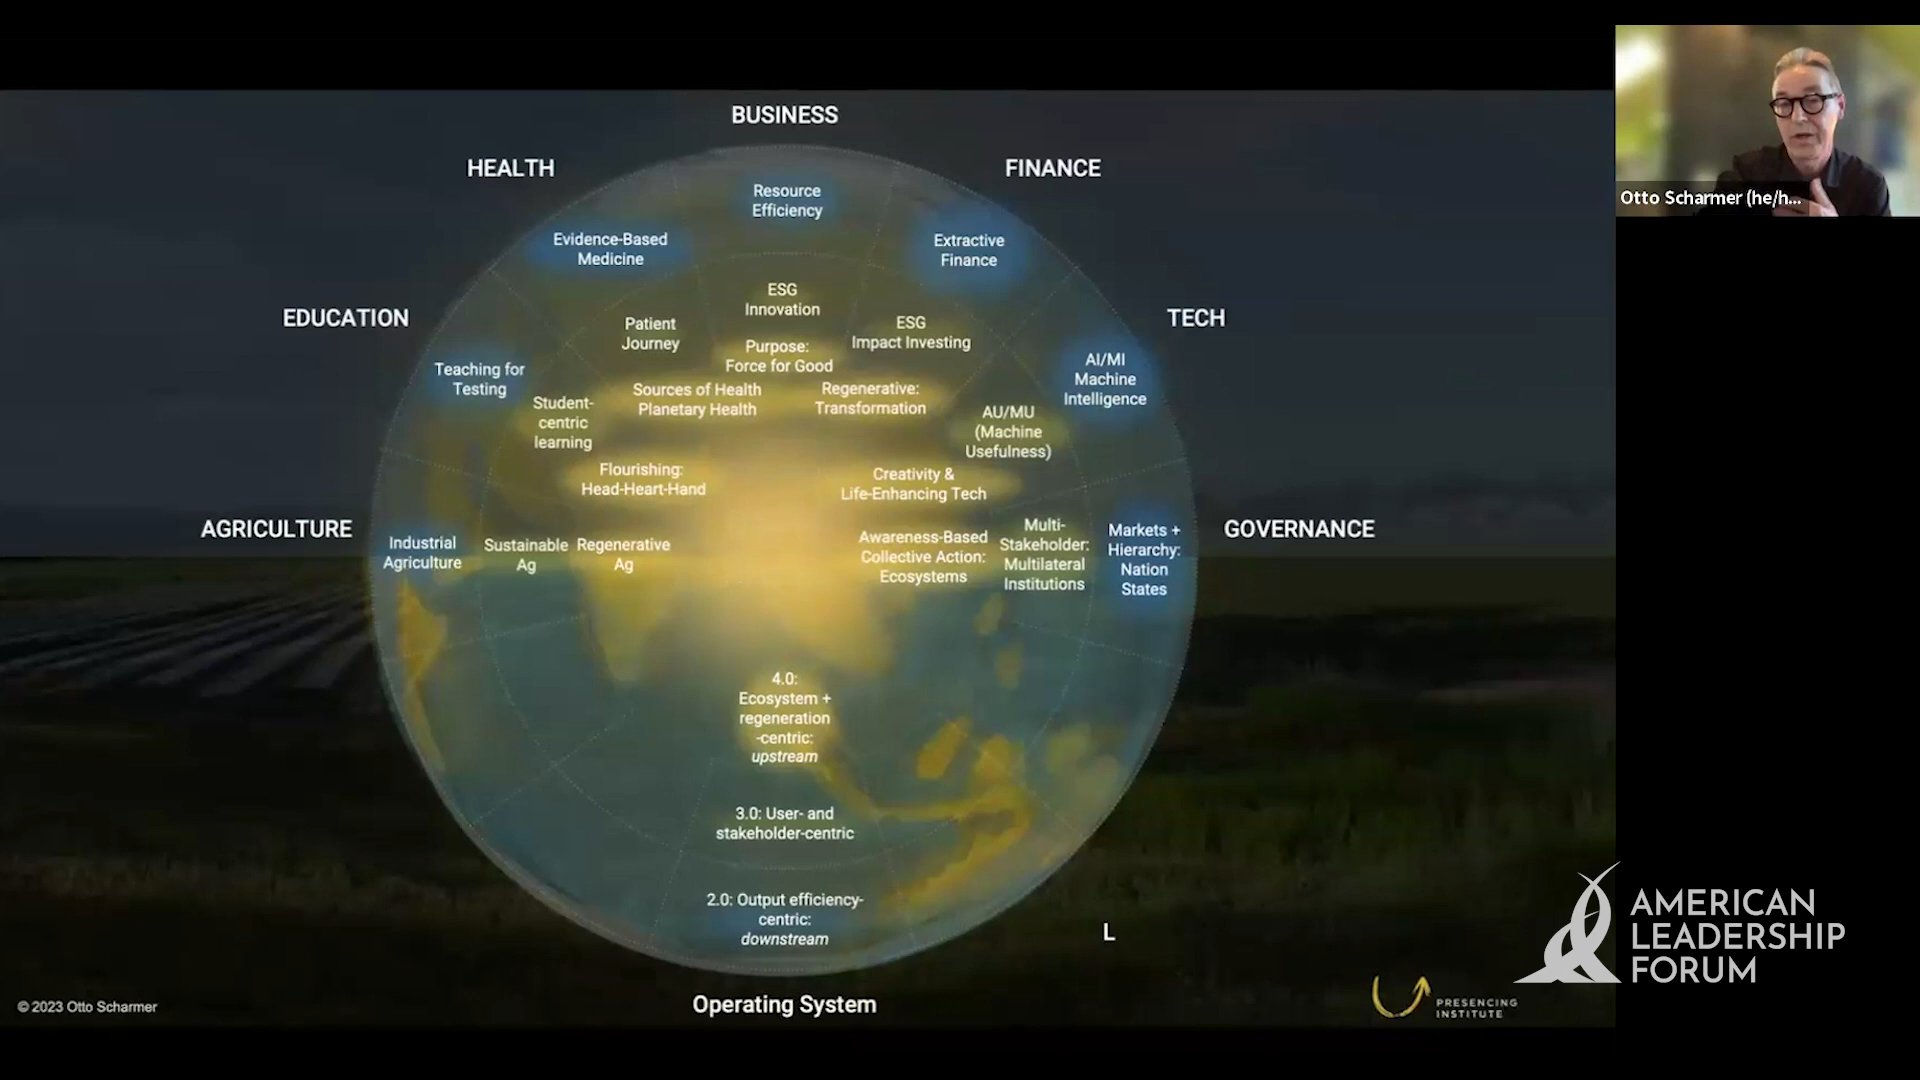 BUSINESS
HEALTH
FINANCE
Resource
Efficiency
Evidence-Based
Medicine
Extractive
Finance
EDUCATION
TECH
ESG
Innovation
Patient
Journey
ESG
Impact Investing
Purpose:
Force for Good
Teaching for
Testing
AI/MI
Machine
Intelligence
Sources of Health
Planetary Health
Regenerative:
Transformation
Student-
centric
learning
AU/MU
(Machine
Usefulness)
Flourishing:
Head-Heart-Hand
Creativity &
Life-Enhancing Tech
AGRICULTURE
Industrial
Agriculture
Sustainable
Ag
Regenerative
Ag
Awareness-Based
Collective Action:
Ecosystems
Multi-
Stakeholder:
Multilateral
Institutions
Markets +
Hierarchy:
Nation
States
GOVERNANCE
4.0:
Ecosystem +
regeneration
-centric:
upstream
3.0: User- and
stakeholder-centric
2.0: Output efficiency-
centric:
downstream
L
Operating System
© 2023 Otto Scharmer
PRESENCING
INSTITUTE
Otto Scharmer (he/h...
AMERICAN
LEADERSHIP
FORUM